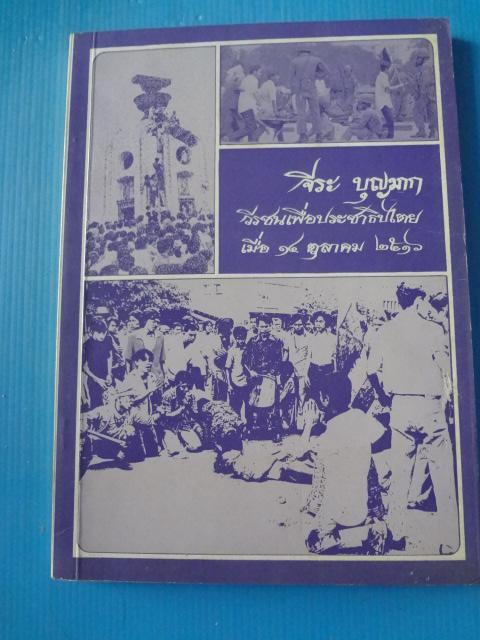 จีระ บุญมาก
วีรชนเพื่อประชาธิปไตย
เมื่อ ๑๔ ตุลาคม ๒๕๑๖